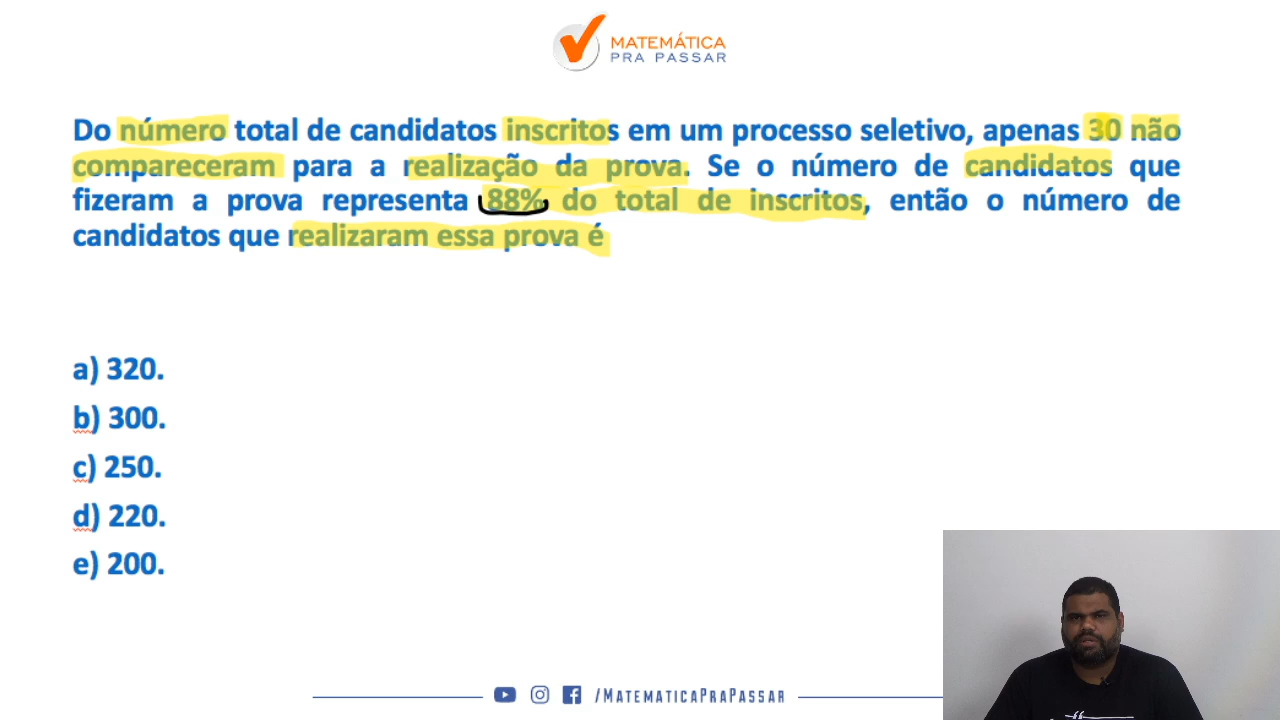 MATEMÁTICA
PRA PASSAR
Do número total de candidatos inscritos em um processo seletivo, apenas 30 não
compareceram para a realização da prova. Se o número de candidatos que
fizeram a prova representa 88% do total de inscritos, então o número de
candidatos que realizaram essa prova é
a) 320.
b) 300.
c) 250.
d) 220.
e) 200.
/MATEMATICAPRAPASSAR